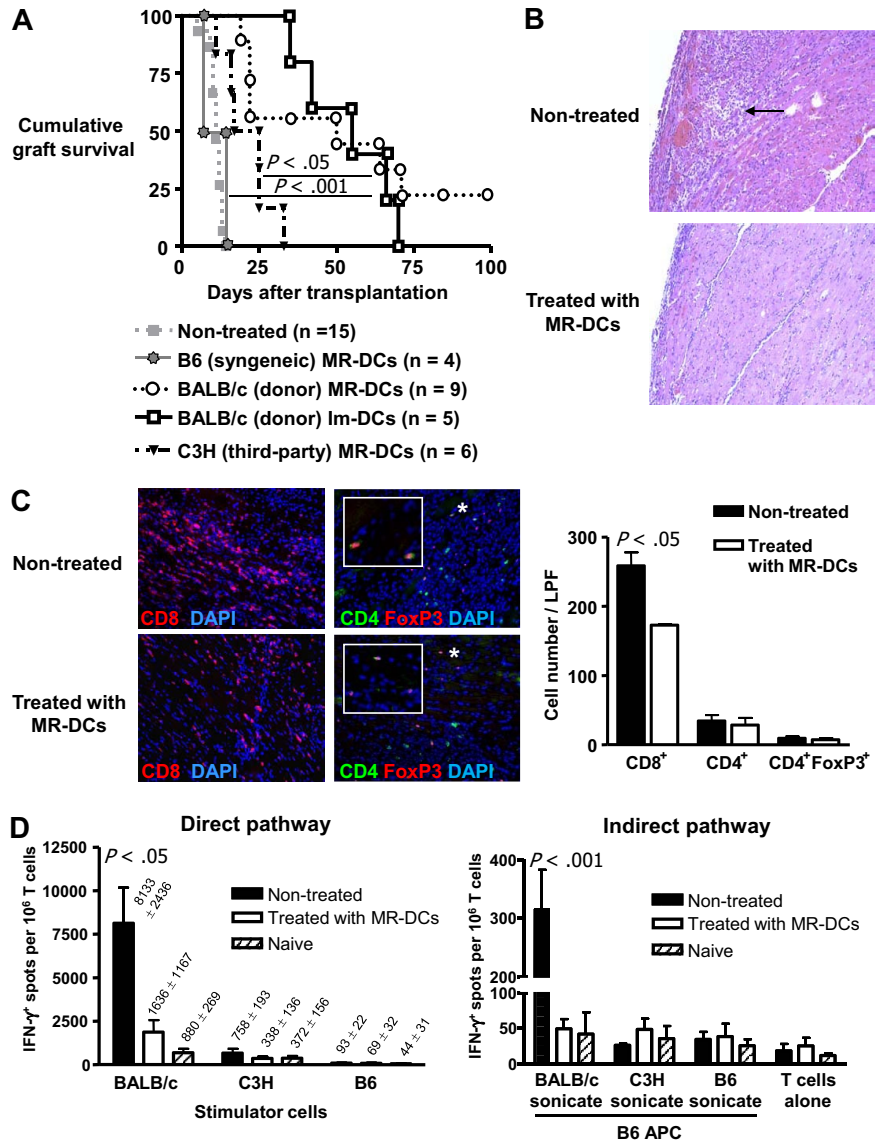 A
100
75
50
25
0
Cumulative
graft survival
P < .05
P < .001
0 25 50 75 100
Days after transplantation
Non-treated (n =15)
B6 (syngeneic) MR-DCs (n = 4)
BALB/c (donor) MR-DCs (n = 9)
BALB/c (donor) Im-DCs (n = 5)
C3H (third-party) MR-DCs (n = 6)
B
Non-treated
Treated with
MR-DCs
C
Non-treated
CD8 DAPI
*
CD4 FoxP3 DAPI
Treated with
MR-DCs
CD8 DAPI
*
CD4 FoxP3 DAPI
Non-treated
Treated
with MR-DCs
P < .05
Cell number / LPF
300
200
100
0
CD8+
CD4+
CD4+FoxP3+
D
Direct pathway
IFN-γ+ spots per 10⁶ T cells
12500
10000
7500
5000
2500
0
P < .05
Non-treated
Treated with MR-DCs
Naive
8133
± 2436
1636 ± 1167
880 ± 269
758 ± 193
338 ± 136
372 ± 156
93 ± 22
69 ± 32
44 ± 31
BALB/c C3H B6
Stimulator cells
Indirect pathway
IFN-γ+ spots per 10⁶ T cells
400
300
200
100
50
0
P < .001
Non-treated
Treated with MR-DCs
Naive
BALB/c C3H B6 T cells
sonicate sonicate sonicate alone
B6 APC